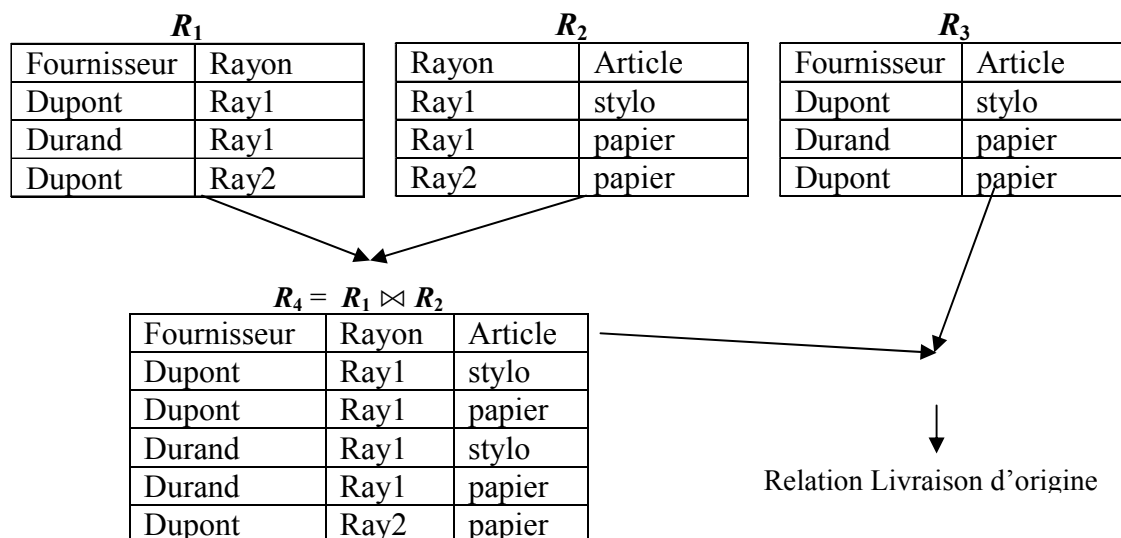 R1 R2 R3
Fournisseur Rayon Rayon Article Fournisseur Article
Dupont Ray1 Ray1 stylo Dupont stylo
Durand Ray1 Ray1 papier Durand papier
Dupont Ray2 Ray2 papier Dupont papier
R4 = R1 ⋈ R2
Fournisseur Rayon Article
Dupont Ray1 stylo
Dupont Ray1 papier
Durand Ray1 stylo
Durand Ray1 papier
Dupont Ray2 papier
Relation Livraison d'origine